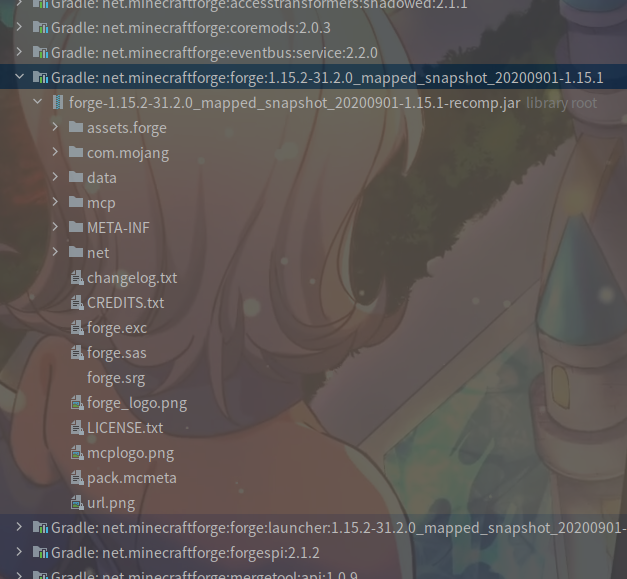 Gradle: net.minecraftforge:accesstransformers:shadowed:2.1.1
Gradle: net.minecraftforge:coremods:2.0.3
Gradle: net.minecraftforge:eventbus:service:2.2.0
Gradle: net.minecraftforge:forge:1.15.2-31.2.0_mapped_snapshot_20200901-1.15.1
forge-1.15.2-31.2.0_mapped_snapshot_20200901-1.15.1-recomp.jar library root
assets.forge
com.mojang
data
mcp
META-INF
net
changelog.txt
CREDITS.txt
forge.exc
forge.sas
forge.srg
forge_logo.png
LICENSE.txt
mcplogo.png
pack.mcmeta
url.png
Gradle: net.minecraftforge:forge:launcher:1.15.2-31.2.0_mapped_snapshot_20200901-
Gradle: net.minecraftforge:forgespi:2.1.2
Gradle: net.minecraftforge:mergetool:api:1.0.9